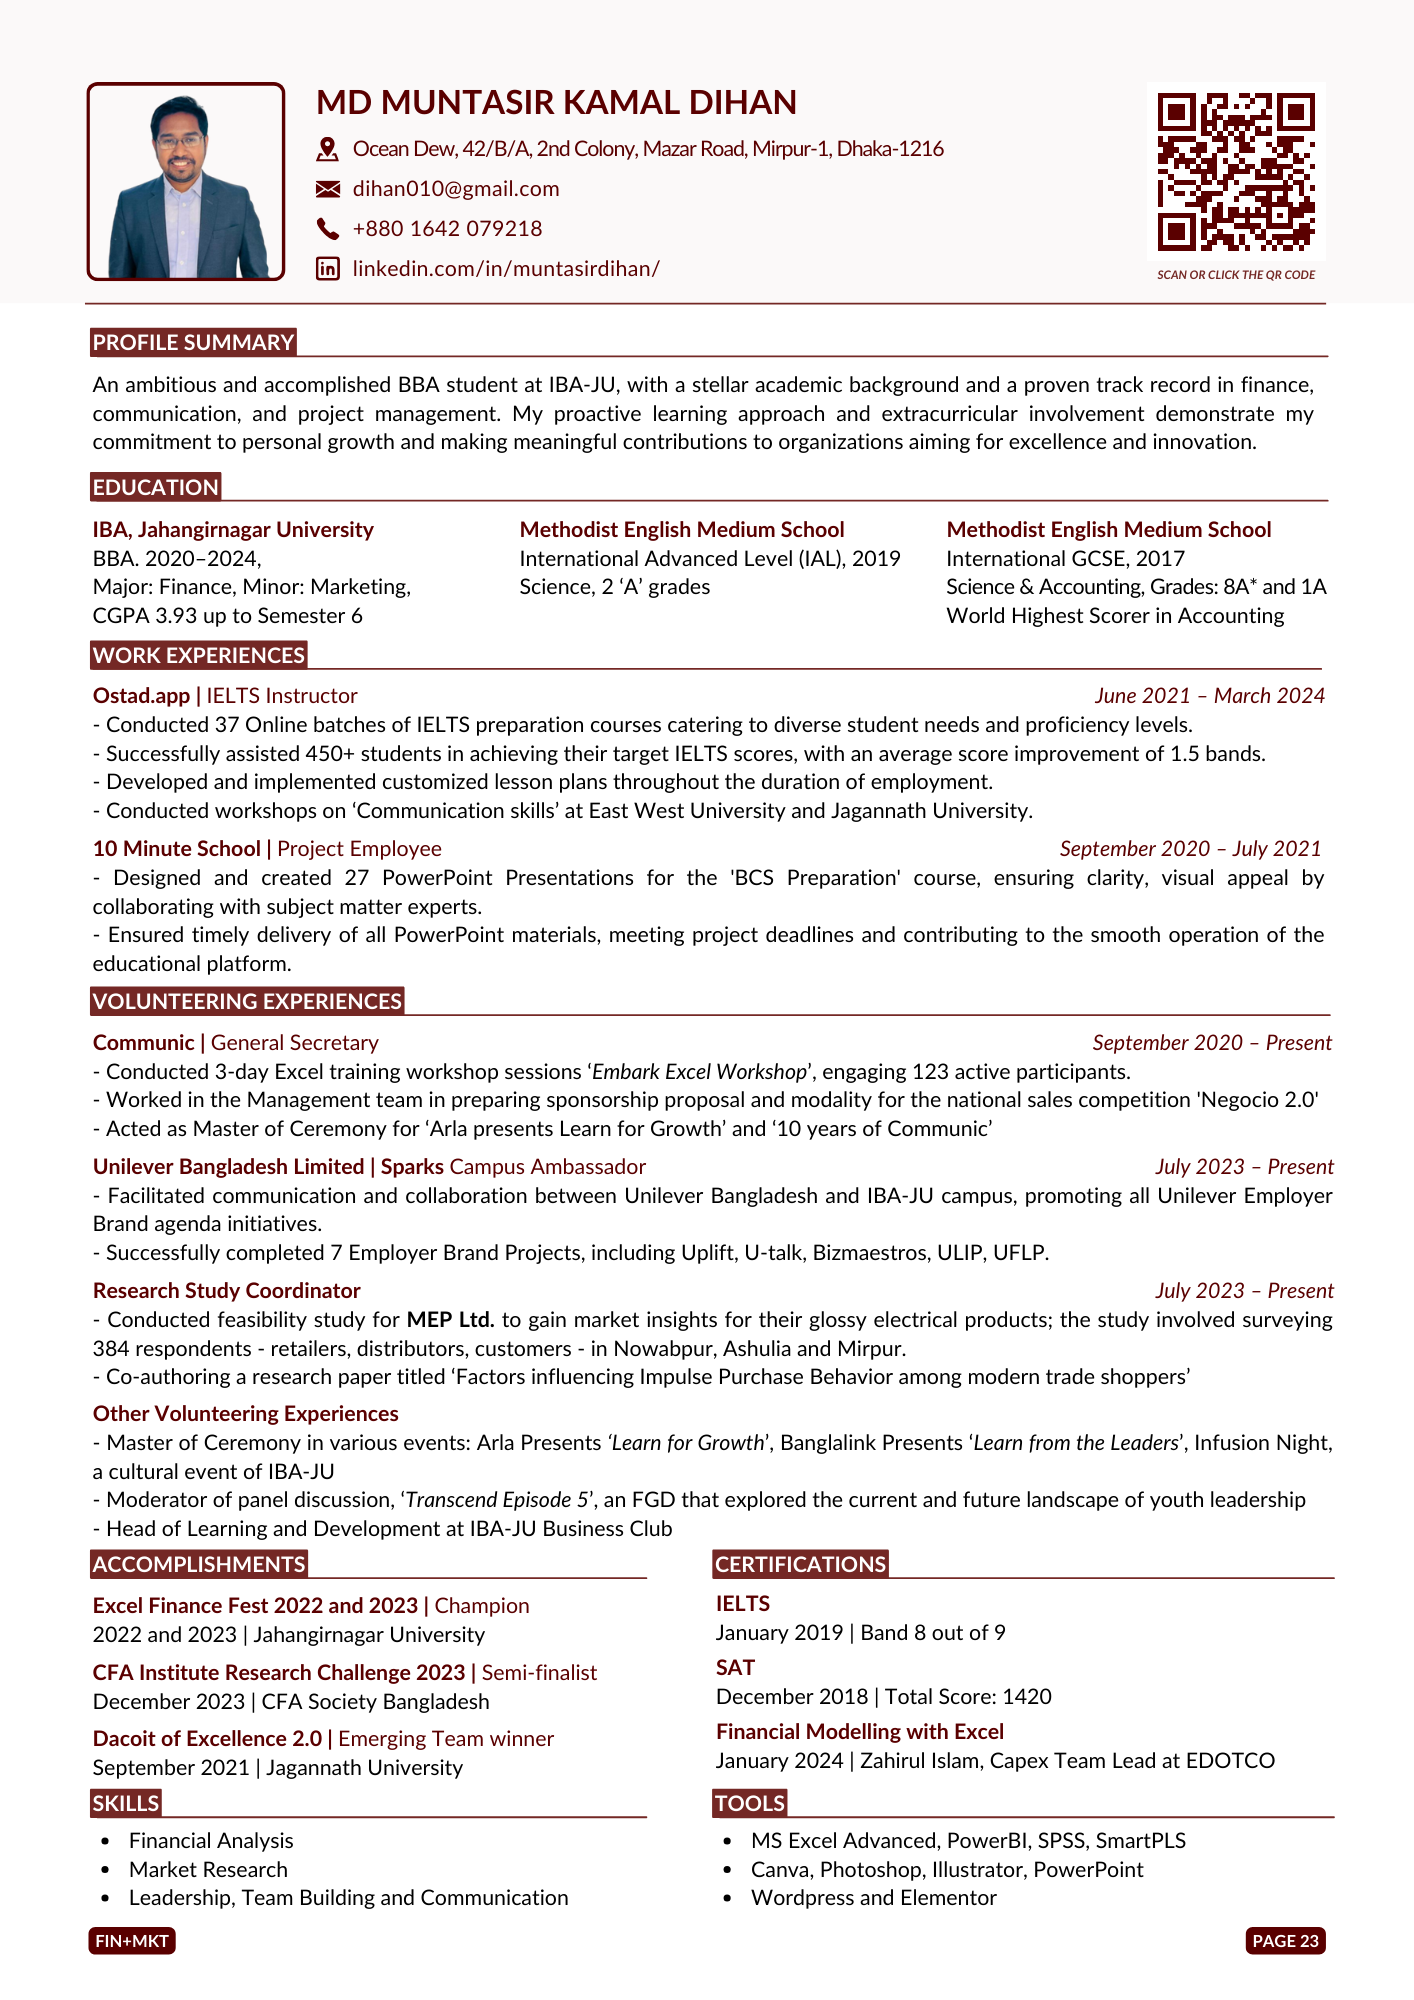 MD MUNTASIR KAMAL DIHAN
Ocean Dew, 42/B/A, 2nd Colony, Mazar Road, Mirpur-1, Dhaka-1216
dihan010@gmail.com
+880 1642 079218
linkedin.com/in/muntasirdihan/
SCAN OR CLICK THE QR CODE
PROFILE SUMMARY
An ambitious and accomplished BBA student at IBA-JU, with a stellar academic background and a proven track record in finance,
communication, and project management. My proactive learning approach and extracurricular involvement demonstrate my
commitment to personal growth and making meaningful contributions to organizations aiming for excellence and innovation.
EDUCATION
IBA, Jahangirnagar University
BBA. 2020–2024,
Major: Finance, Minor: Marketing,
CGPA 3.93 up to Semester 6
Methodist English Medium School
International Advanced Level (IAL), 2019
Science, 2 ‘A’ grades
Methodist English Medium School
International GCSE, 2017
Science & Accounting, Grades: 8A* and 1A
World Highest Scorer in Accounting
WORK EXPERIENCES
Ostad.app | IELTS Instructor June 2021 – March 2024
- Conducted 37 Online batches of IELTS preparation courses catering to diverse student needs and proficiency levels.
- Successfully assisted 450+ students in achieving their target IELTS scores, with an average score improvement of 1.5 bands.
- Developed and implemented customized lesson plans throughout the duration of employment.
- Conducted workshops on ‘Communication skills’ at East West University and Jagannath University.
10 Minute School | Project Employee September 2020 – July 2021
- Designed and created 27 PowerPoint Presentations for the 'BCS Preparation' course, ensuring clarity, visual appeal by
collaborating with subject matter experts.
- Ensured timely delivery of all PowerPoint materials, meeting project deadlines and contributing to the smooth operation of the
educational platform.
VOLUNTEERING EXPERIENCES
Communic | General Secretary September 2020 – Present
- Conducted 3-day Excel training workshop sessions ‘Embark Excel Workshop’, engaging 123 active participants.
- Worked in the Management team in preparing sponsorship proposal and modality for the national sales competition 'Negocio 2.0'
- Acted as Master of Ceremony for ‘Arla presents Learn for Growth’ and ‘10 years of Communic’
Unilever Bangladesh Limited | Sparks Campus Ambassador July 2023 – Present
- Facilitated communication and collaboration between Unilever Bangladesh and IBA-JU campus, promoting all Unilever Employer
Brand agenda initiatives.
- Successfully completed 7 Employer Brand Projects, including Uplift, U-talk, Bizmaestros, ULIP, UFLP.
Research Study Coordinator July 2023 – Present
- Conducted feasibility study for MEP Ltd. to gain market insights for their glossy electrical products; the study involved surveying
384 respondents - retailers, distributors, customers - in Nowabpur, Ashulia and Mirpur.
- Co-authoring a research paper titled ‘Factors influencing Impulse Purchase Behavior among modern trade shoppers’
Other Volunteering Experiences
- Master of Ceremony in various events: Arla Presents ‘Learn for Growth’, Banglalink Presents ‘Learn from the Leaders’, Infusion Night,
a cultural event of IBA-JU
- Moderator of panel discussion, ‘Transcend Episode 5’, an FGD that explored the current and future landscape of youth leadership
- Head of Learning and Development at IBA-JU Business Club
ACCOMPLISHMENTS
Excel Finance Fest 2022 and 2023 | Champion
2022 and 2023 | Jahangirnagar University
CFA Institute Research Challenge 2023 | Semi-finalist
December 2023 | CFA Society Bangladesh
Dacoit of Excellence 2.0 | Emerging Team winner
September 2021 | Jagannath University
CERTIFICATIONS
IELTS
January 2019 | Band 8 out of 9
SAT
December 2018 | Total Score: 1420
Financial Modelling with Excel
January 2024 | Zahirul Islam, Capex Team Lead at EDOTCO
SKILLS
• Financial Analysis
• Market Research
• Leadership, Team Building and Communication
TOOLS
• MS Excel Advanced, PowerBI, SPSS, SmartPLS
• Canva, Photoshop, Illustrator, PowerPoint
• Wordpress and Elementor
FIN+MKT
PAGE 23